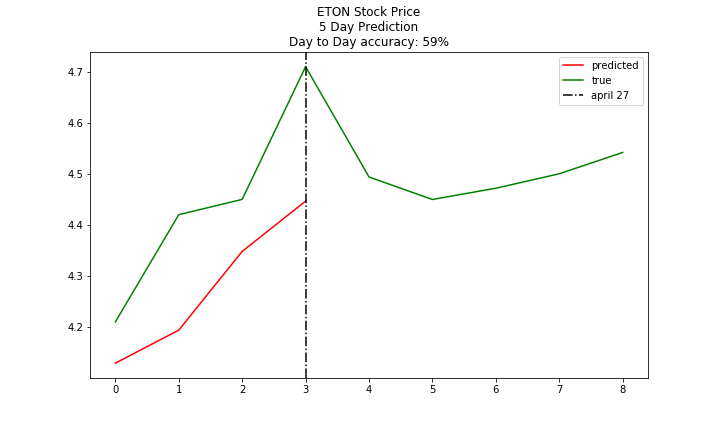 ETON Stock Price
5 Day Prediction
Day to Day accuracy: 59%
predicted
true
april 27
4.7
4.6
4.5
4.4
4.3
4.2
0 1 2 3 4 5 6 7 8